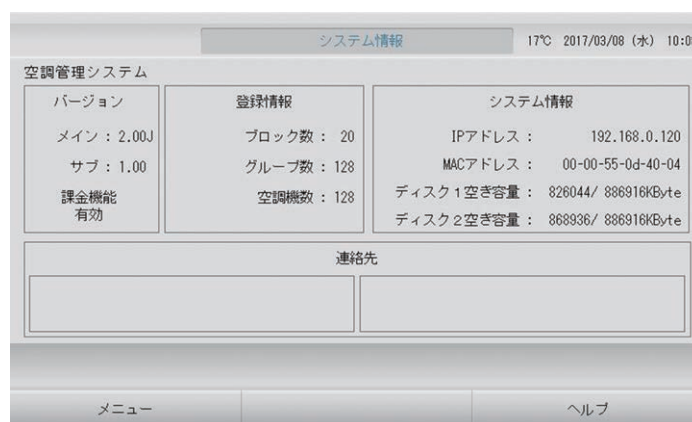 システム情報
17℃ 2017/03/08 (水) 10:0
空調管理システム
バージョン
メイン : 2.00J
サブ : 1.00
課金機能
有効
登録情報
ブロック数 : 20
グループ数 : 128
空調機数 : 128
システム情報
IPアドレス : 192.168.0.120
MACアドレス : 00-00-55-0d-40-04
ディスク1空き容量 : 826044/ 886916KByte
ディスク2空き容量 : 868936/ 886916KByte
連絡先
メニュー
ヘルプ